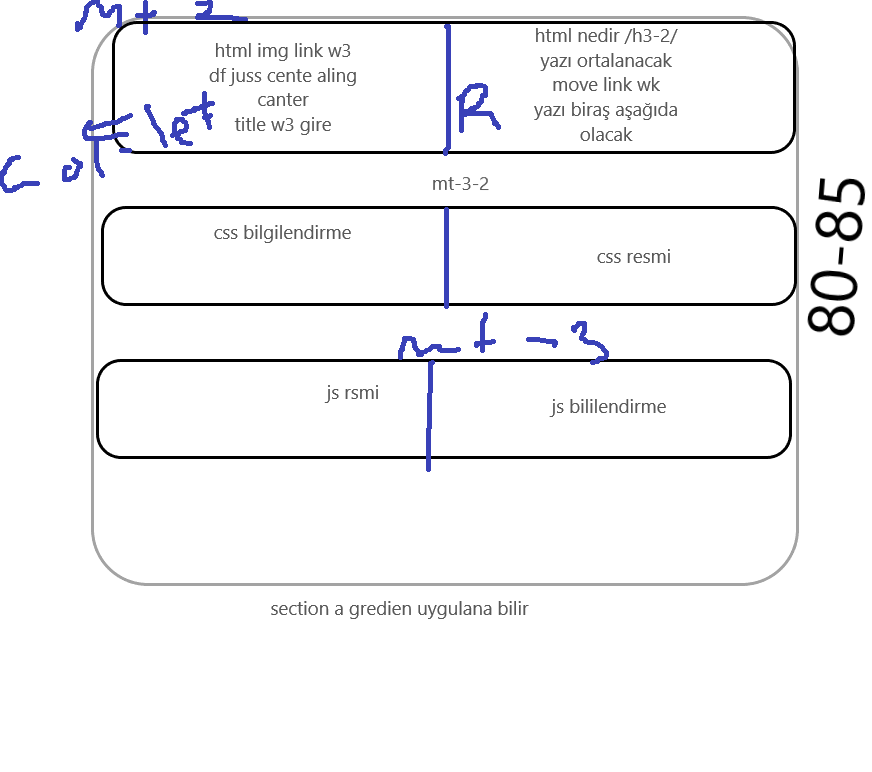 mt 2
html img link w3
df juss cente aling
canter
title w3 gire
html nedir /h3-2/
yazı ortalanacak
move link wk
yazı biraş aşağıda
olacak
let
R
Col
mt-3-2
css bilgilendirme
css resmi
80-85
mt-3
js rsmi
js bililendirme
section a gredien uygulana bilir